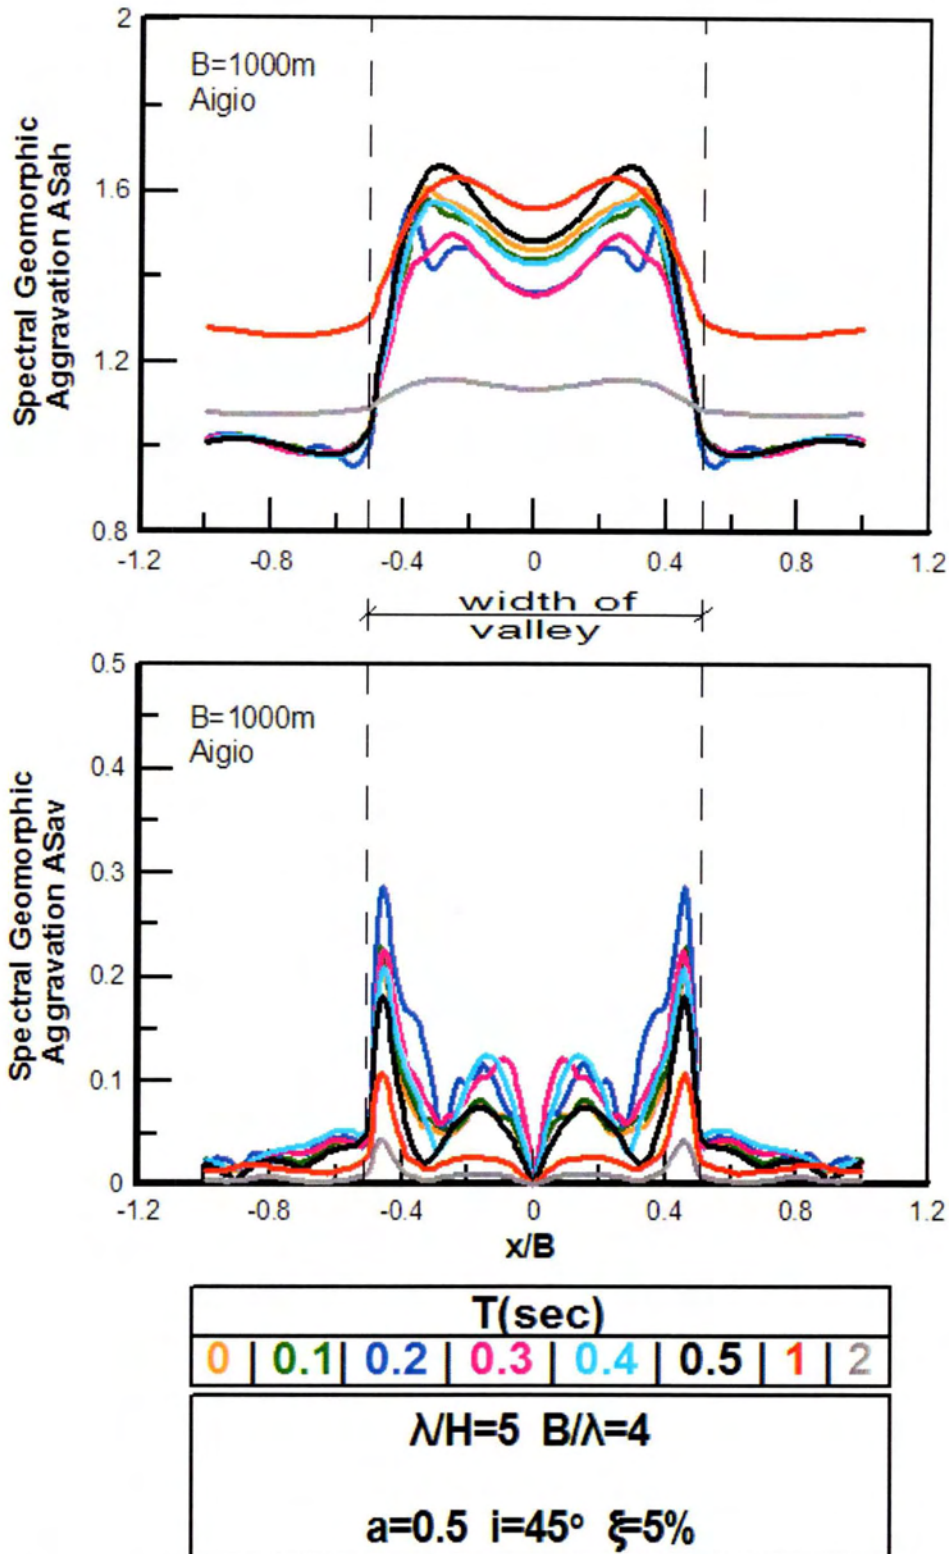 2
B=1000m
Aigio
1.6
1.2
0.8
Spectral Geomorphic
Aggravation ASah
-1.2 -0.8 -0.4 0 0.4 0.8 1.2
width of
valley
0.5
B=1000m
Aigio
0.4
0.3
0.2
0.1
0
Spectral Geomorphic
Aggravation ASav
-1.2 -0.8 -0.4 0 0.4 0.8 1.2
x/B
T(sec)
0 | 0.1 | 0.2 | 0.3 | 0.4 | 0.5 | 1 | 2
λ/H=5 B/λ=4
a=0.5 i=45° ξ=5%